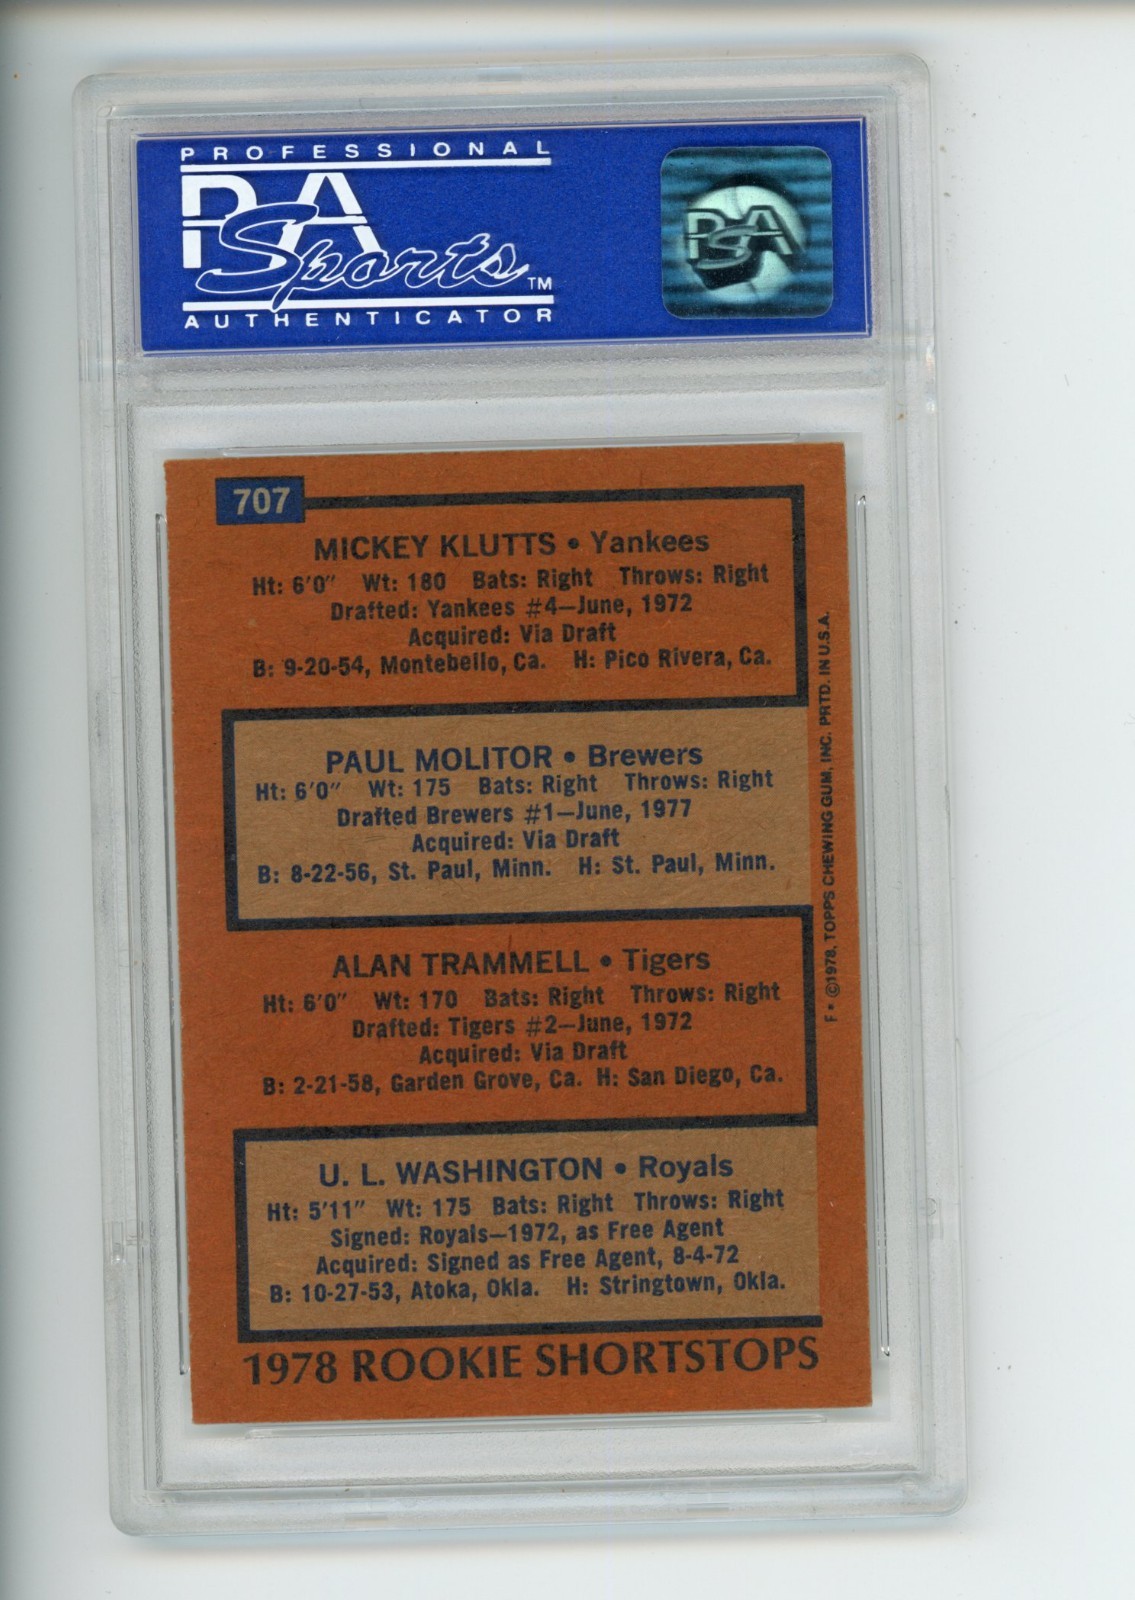 PROFESSIONAL
PSA
Sports™
AUTHENTICATOR
PSA
707
MICKEY KLUTTS • Yankees
Ht: 6'0" Wt: 180 Bats: Right Throws: Right
Drafted: Yankees #4—June, 1972
Acquired: Via Draft
B: 9-20-54, Montebello, Ca. H: Pico Rivera, Ca.
PAUL MOLITOR • Brewers
Ht: 6'0" Wt: 175 Bats: Right Throws: Right
Drafted Brewers #1—June, 1977
Acquired: Via Draft
B: 8-22-56, St. Paul, Minn. H: St. Paul, Minn.
ALAN TRAMMELL • Tigers
Ht: 6'0" Wt: 170 Bats: Right Throws: Right
Drafted: Tigers #2—June, 1972
Acquired: Via Draft
B: 2-21-58, Garden Grove, Ca. H: San Diego, Ca.
U. L. WASHINGTON • Royals
Ht: 5'11" Wt: 175 Bats: Right Throws: Right
Signed: Royals—1972, as Free Agent
Acquired: Signed as Free Agent, 8-4-72
B: 10-27-53, Atoka, Okla. H: Stringtown, Okla.
1978 ROOKIE SHORTSTOPS
F* ©1978, TOPPS CHEWING GUM, INC. PRTD. IN U.S.A.